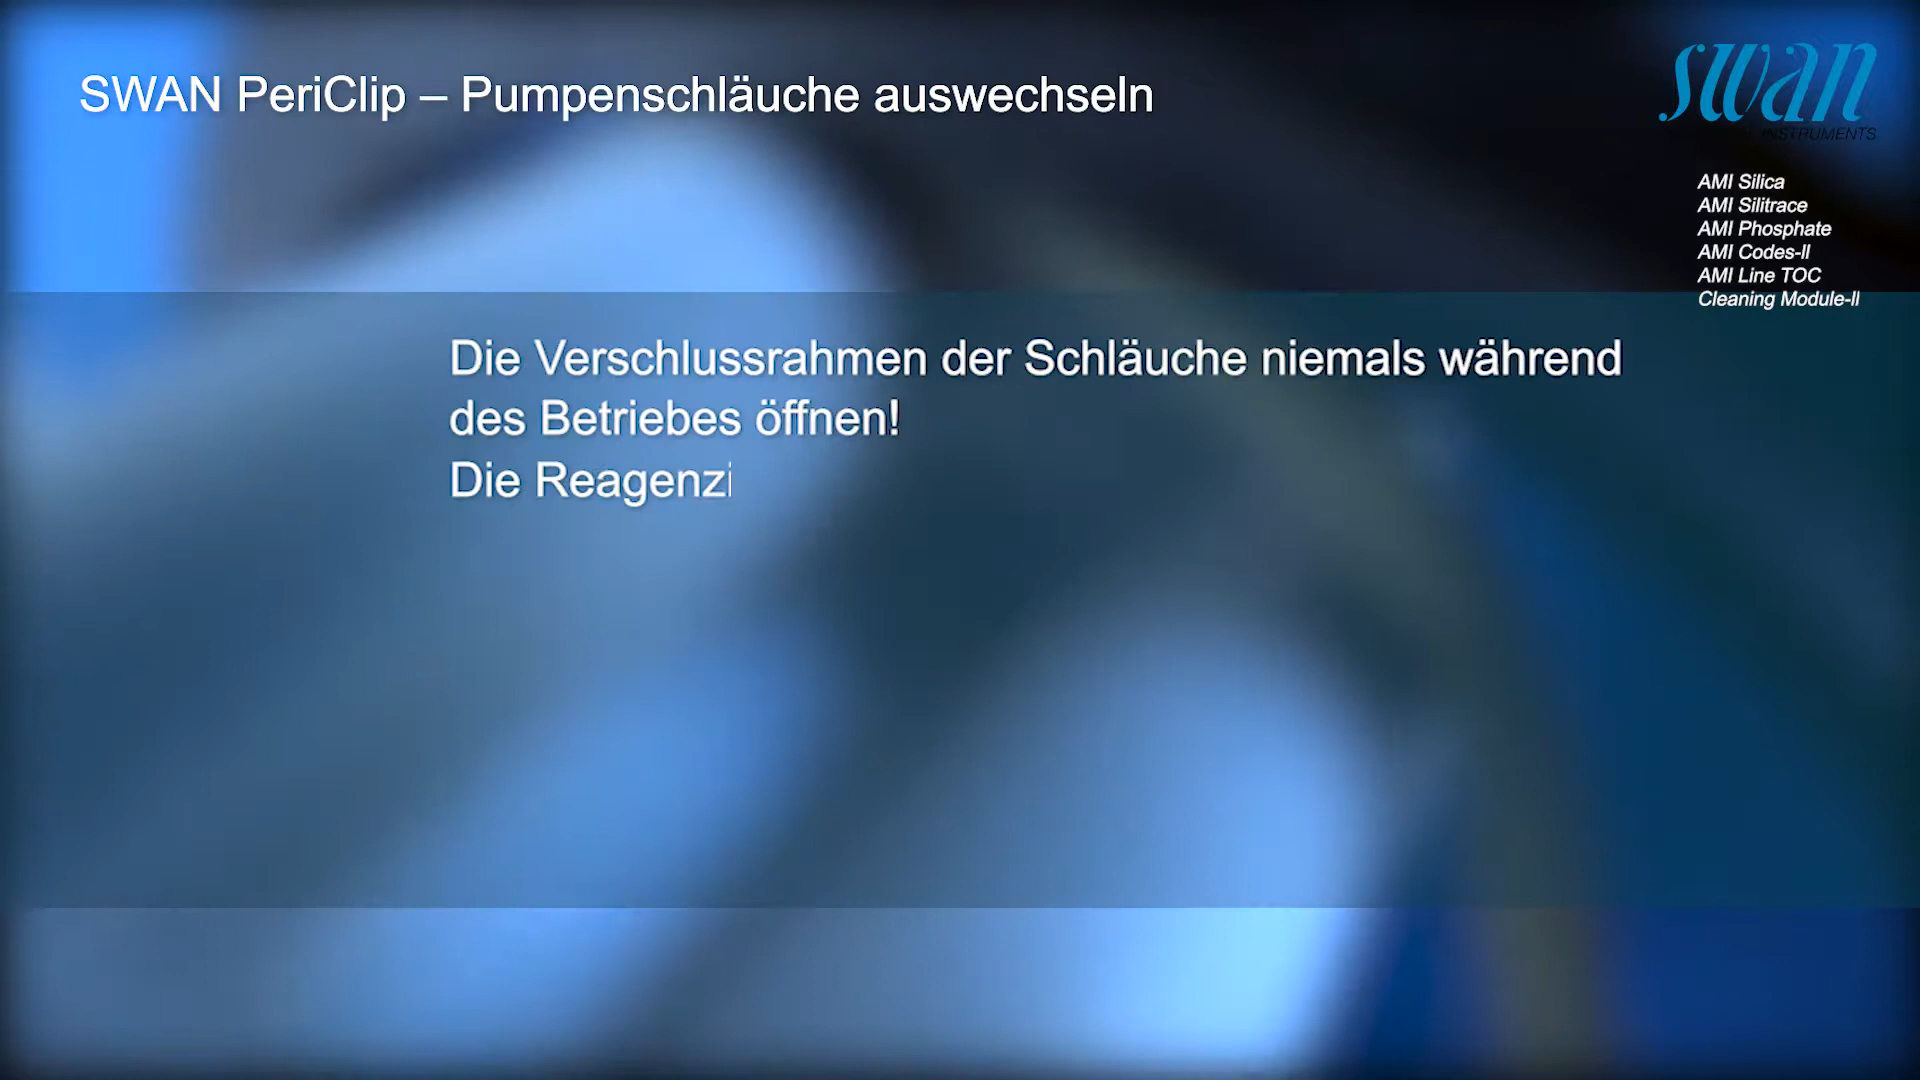 SWAN PeriClip – Pumpenschläuche auswechseln
swan
INSTRUMENTS
AMI Silica
AMI Silitrace
AMI Phosphate
AMI Codes-II
AMI Line TOC
Cleaning Module-II
Die Verschlussrahmen der Schläuche niemals während
des Betriebes öffnen!
Die Reagenzi